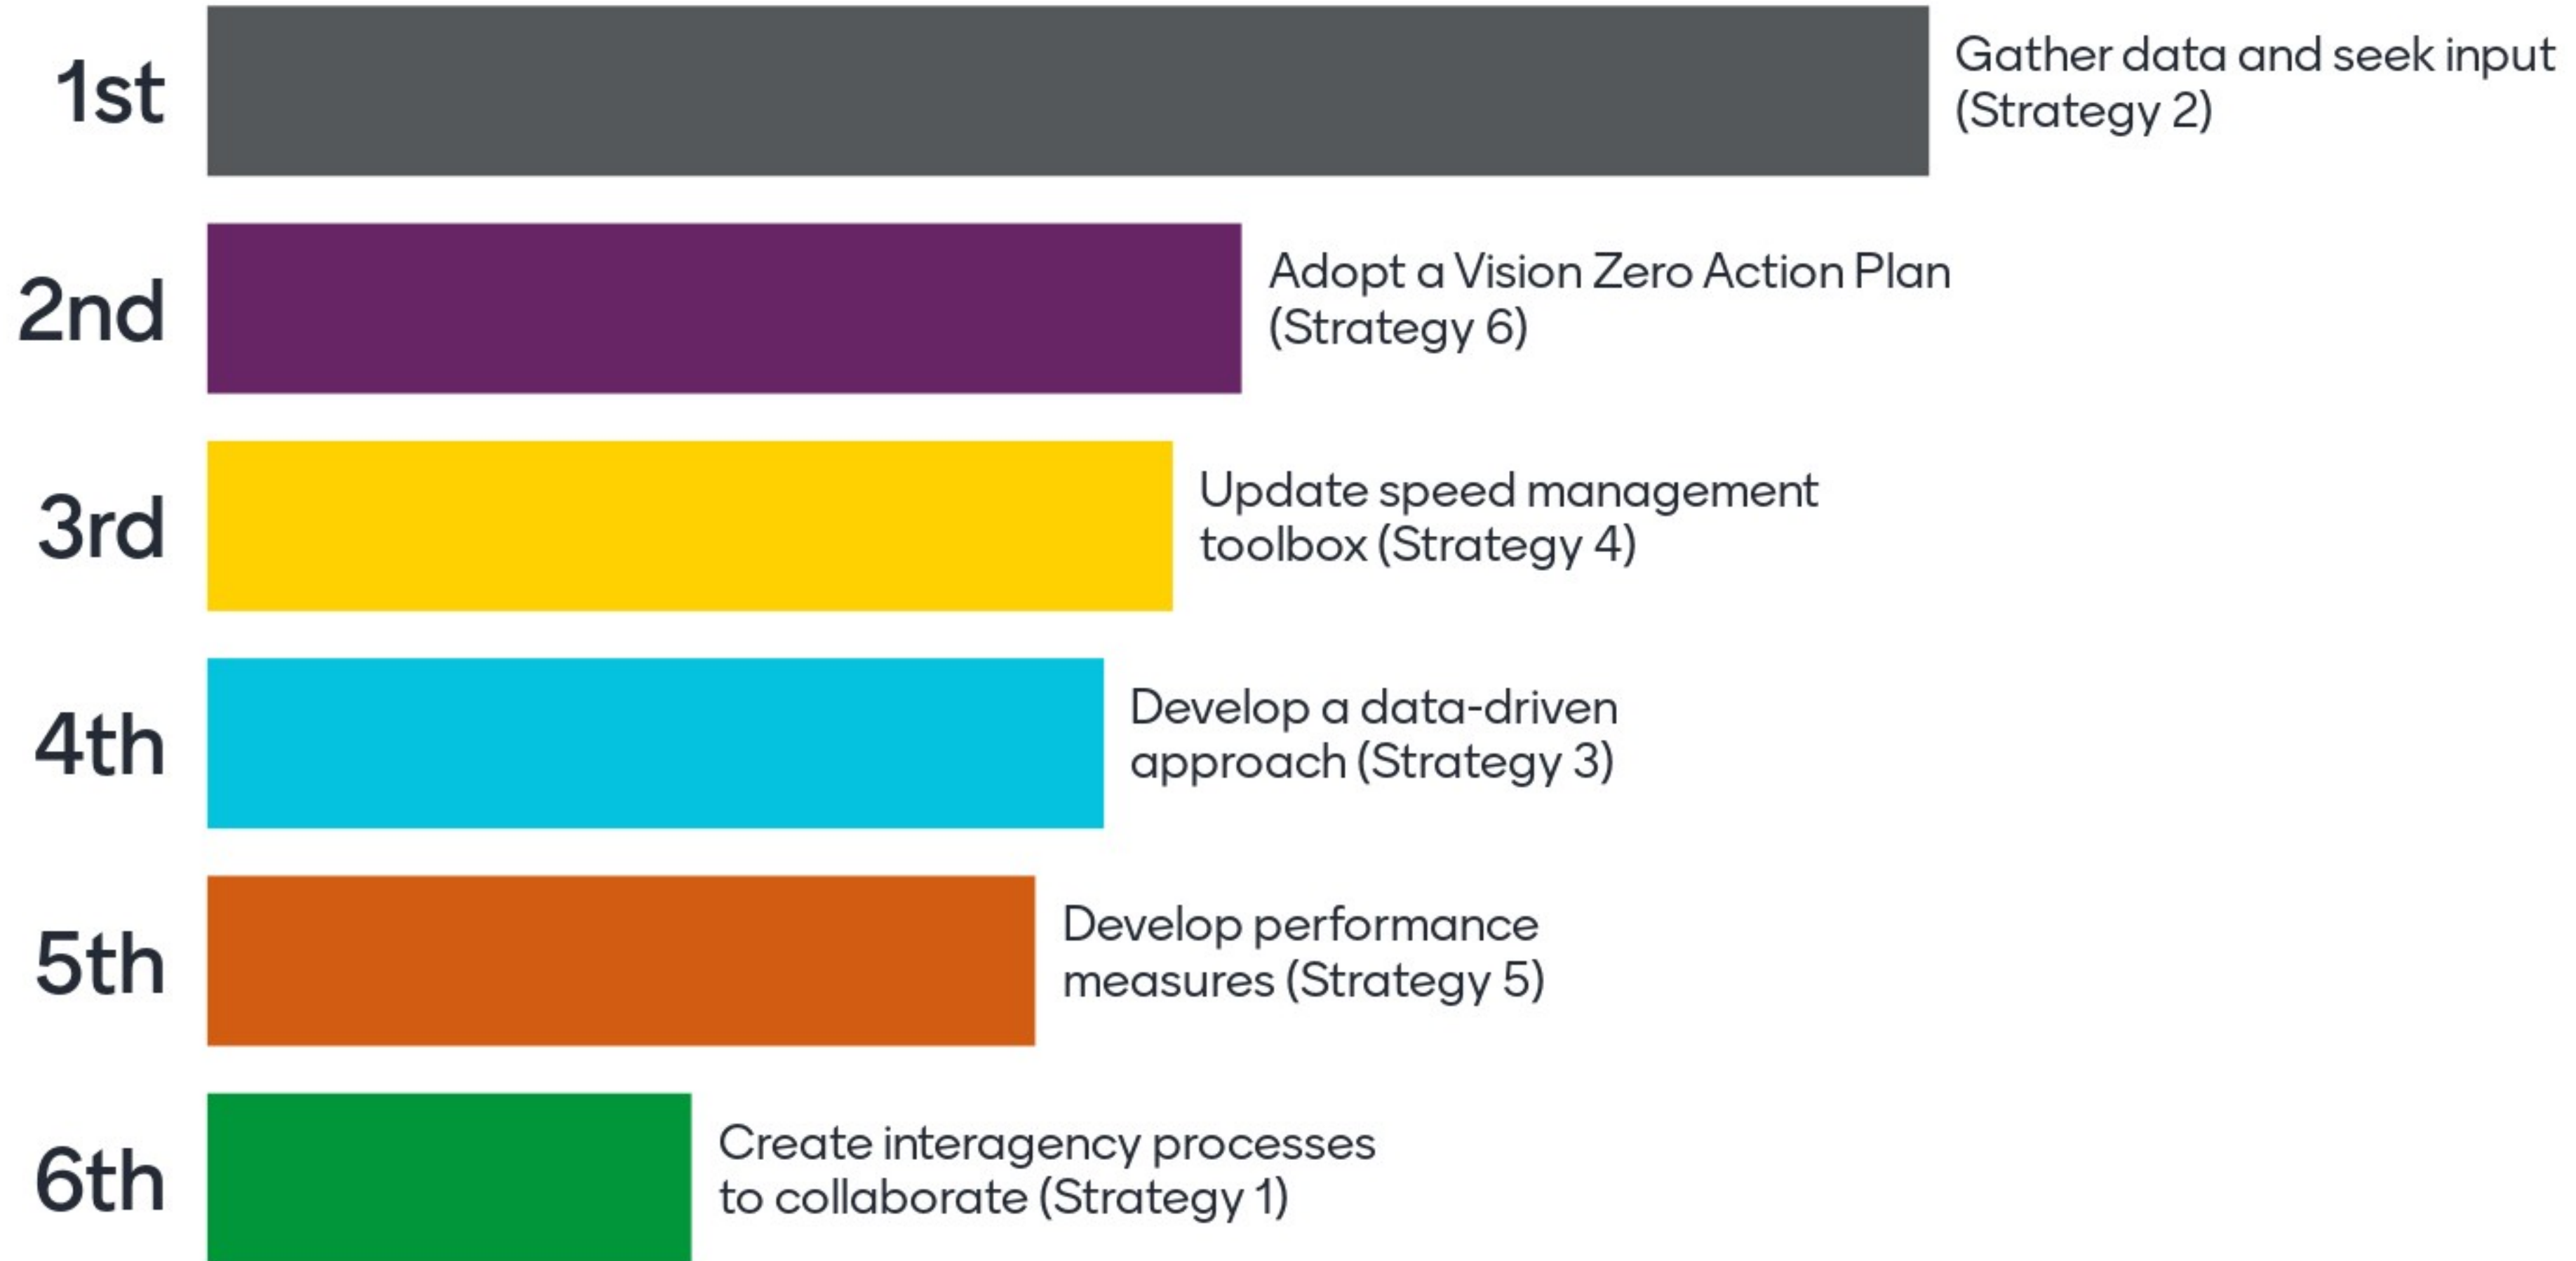 1st
Gather data and seek input
(Strategy 2)
2nd
Adopt a Vision Zero Action Plan
(Strategy 6)
3rd
Update speed management
toolbox (Strategy 4)
4th
Develop a data-driven
approach (Strategy 3)
5th
Develop performance
measures (Strategy 5)
6th
Create interagency processes
to collaborate (Strategy 1)